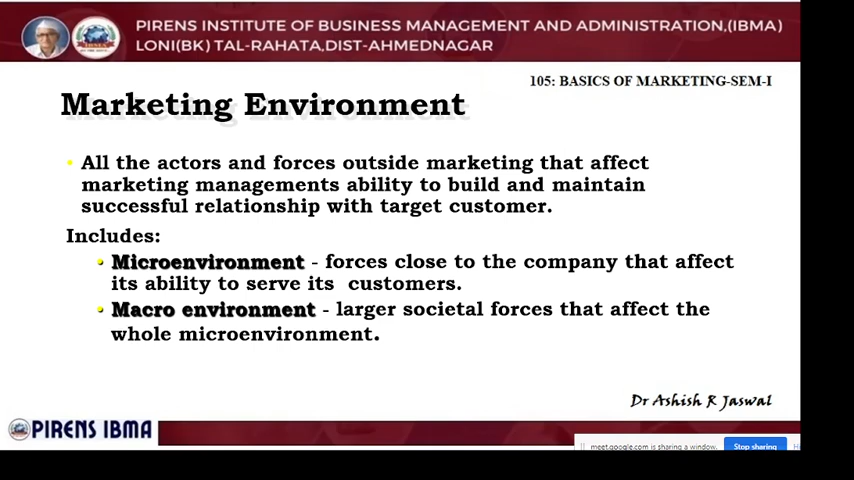 PIRENS INSTITUTE OF BUSINESS MANAGEMENT AND ADMINISTRATION,(IBMA)
LONI(BK) TAL-RAHATA,DIST-AHMEDNAGAR
105: BASICS OF MARKETING-SEM-I
Marketing Environment
• All the actors and forces outside marketing that affect
marketing managements ability to build and maintain
successful relationship with target customer.
Includes:
• Microenvironment - forces close to the company that affect
its ability to serve its customers.
• Macro environment - larger societal forces that affect the
whole microenvironment.
Dr Ashish R Jaswal
PIRENS IBMA
meet.google.com is sharing a window.
Stop sharing